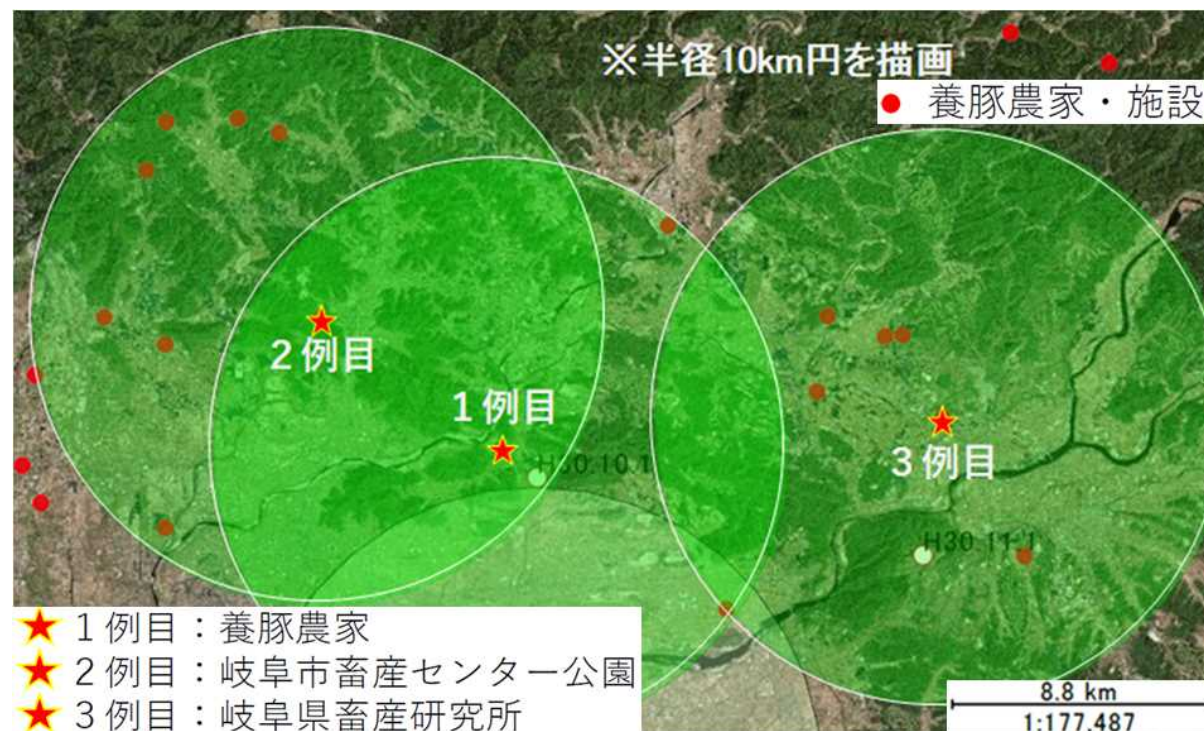 ※半径10km円を描画
養豚農家・施設
2例目
1例目
H30.10.1
3例目
H30 11 1
1例目：養豚農家
2例目：岐阜市畜産センター公園
3例目：岐阜県畜産研究所
8.8 km
1:177,487